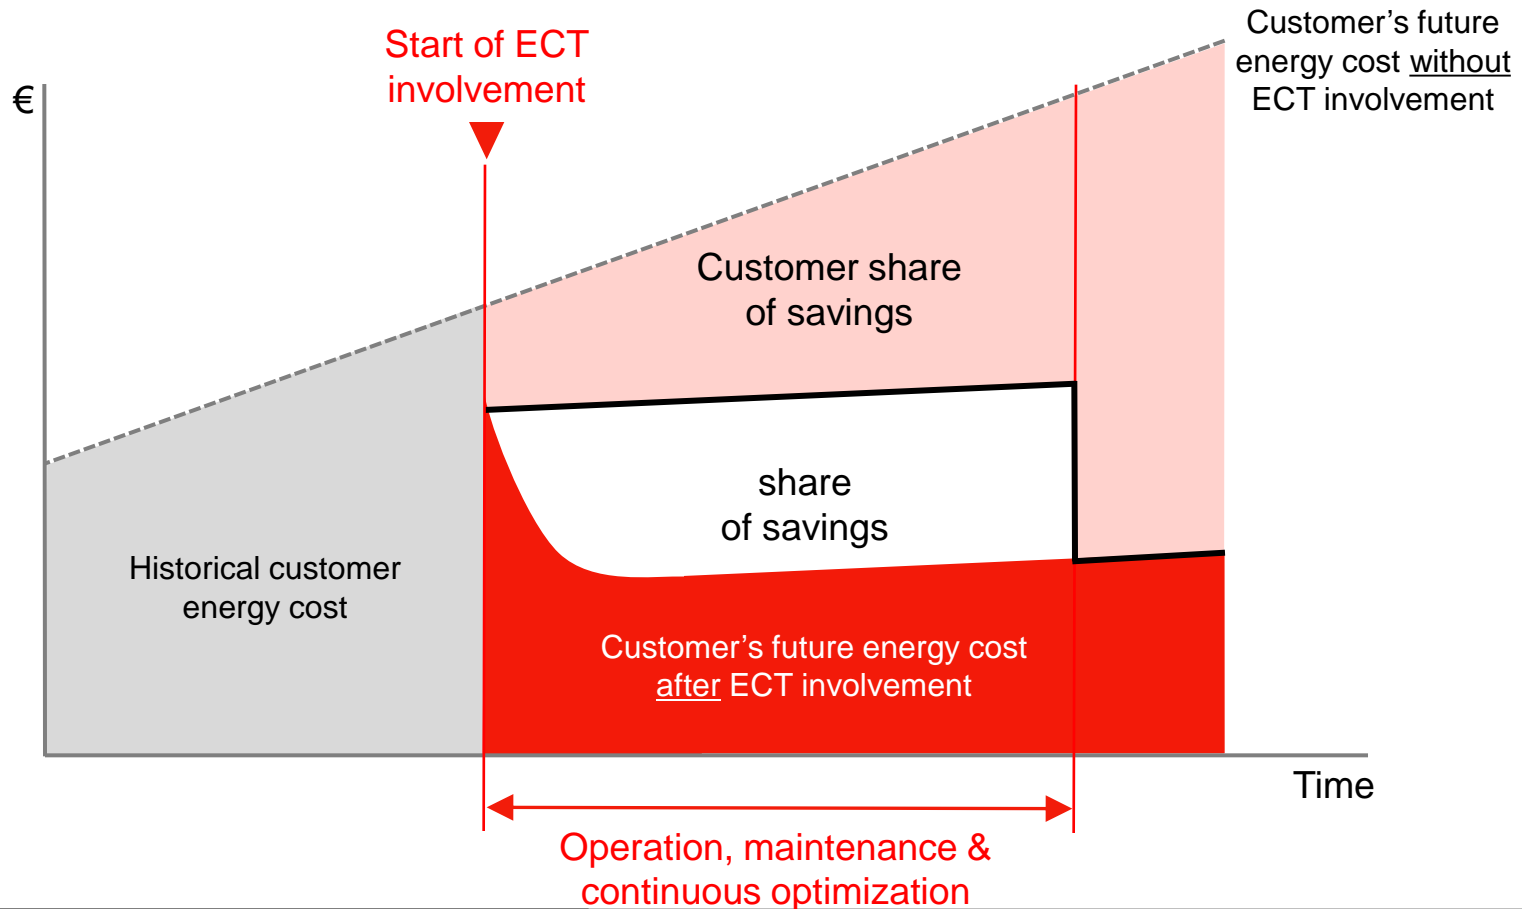 Customer’s future
energy cost without
ECT involvement
Start of ECT
involvement
€
Customer share
of savings
share
of savings
Historical customer
energy cost
Customer’s future energy cost
after ECT involvement
Time
Operation, maintenance &
continuous optimization